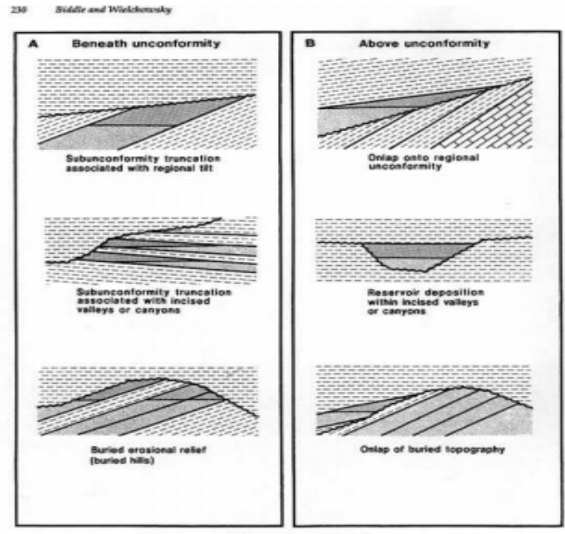 230 Biddle and Wielchowsky
A Beneath unconformity
Subunconformity truncation
associated with regional tilt
Subunconformity truncation
associated with incised
valleys or canyons
Buried erosional relief
(buried hills)
B Above unconformity
Onlap onto regional
unconformity
Reservoir deposition
within incised valleys
or canyons
Onlap of buried topography